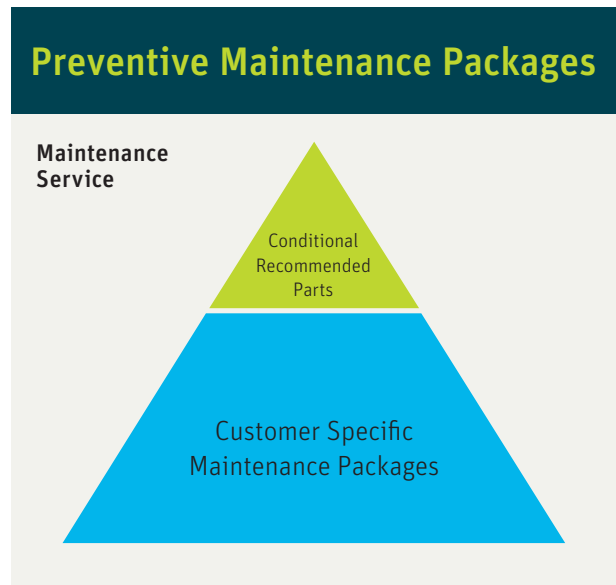 Preventive Maintenance Packages
Maintenance
Service
Conditional
Recommended
Parts
Customer Specific
Maintenance Packages